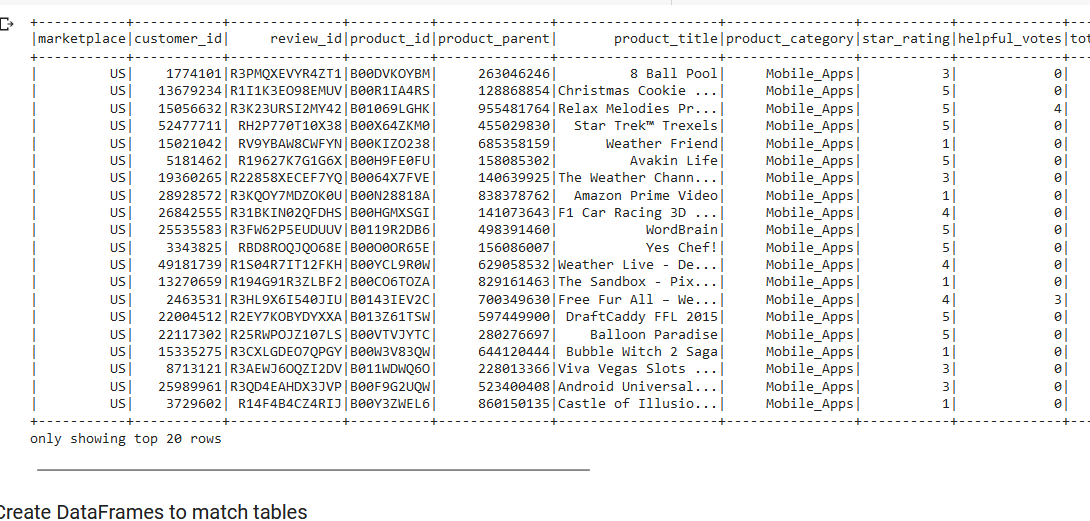 +-----------+-----------+--------------+----------+--------------+--------------------+----------------+-----------+-------------+---
|marketplace|customer_id|     review_id|product_id|product_parent|       product_title|product_category|star_rating|helpful_votes|tot
+-----------+-----------+--------------+----------+--------------+--------------------+----------------+-----------+-------------+---
|         US|    1774101|R3PMQXEVYR4ZT1|B00DVKOYBM|     263046246|         8 Ball Pool|     Mobile_Apps|          3|            0|
|         US|   13679234|R1I1K3EO98EMUV|B00R1IA4RS|     128868854|Christmas Cookie ...|     Mobile_Apps|          5|            0|
|         US|   15056632|R3K23URSI2MY42|B01069LGHK|     955481764|Relax Melodies Pr...|     Mobile_Apps|          5|            4|
|         US|   52477711| RH2P770T10X38|B00X64ZKM0|     455029830| Star Trek™ Trexels|     Mobile_Apps|          5|            0|
|         US|   15021042| RV9YBAW8CWFYN|B00KIZO238|     685358159|      Weather Friend|     Mobile_Apps|          1|            0|
|         US|    5181462| R19627K7G1G6X|B00H9FE0FU|     158085302|         Avakin Life|     Mobile_Apps|          5|            0|
|         US|   19360265|R22858XECEF7YQ|B0064X7FVE|     140639925|The Weather Chann...|     Mobile_Apps|          3|            0|
|         US|   28928572|R3KQOY7MDZOK0U|B00N28818A|     838378762|  Amazon Prime Video|     Mobile_Apps|          1|            0|
|         US|   26842555|R31BKIN02QFDHS|B00HGMXSGI|     141073643|F1 Car Racing 3D ...|     Mobile_Apps|          4|            0|
|         US|   25535583|R3FW62P5EUDUUV|B0119R2DB6|     498391460|           WordBrain|     Mobile_Apps|          5|            0|
|         US|    3343825| RBD8ROQJQO68E|B00O0OR65E|     156086007|           Yes Chef!|     Mobile_Apps|          5|            0|
|         US|   49181739|R1S04R7IT12FKH|B00YCL9R0W|     629058532|Weather Live - De...|     Mobile_Apps|          4|            0|
|         US|   13270659|R194G91R3ZLBF2|B00CO6TOZA|     829161463|The Sandbox - Pix...|     Mobile_Apps|          1|            0|
|         US|    2463531|R3HL9X6I540JIU|B0143IEV2C|     700349630|Free Fur All – We...|     Mobile_Apps|          4|            3|
|         US|   22004512|R2EY7KOBYDYXXA|B013Z61TSW|     597449900| DraftCaddy FFL 2015|     Mobile_Apps|          5|            0|
|         US|   22117302|R25RWPOJZ107LS|B00VTVJYTC|     280276697|    Balloon Paradise|     Mobile_Apps|          5|            0|
|         US|   15335275|R3CXLGDEO7QPGY|B00W3V83QW|     644120444| Bubble Witch 2 Saga|     Mobile_Apps|          1|            0|
|         US|    8713121|R3AEWJ6OQZI2DV|B011WDWQ6O|     228013366|Viva Vegas Slots ...|     Mobile_Apps|          3|            0|
|         US|   25989961|R3QD4EAHDX3JVP|B00F9G2UQW|     523400408|Android Universal...|     Mobile_Apps|          3|            0|
|         US|    3729602| R14F4B4CZ4RIJ|B00Y3ZWEL6|     860150135|Castle of Illusio...|     Mobile_Apps|          1|            0|
+-----------+-----------+--------------+----------+--------------+--------------------+----------------+-----------+-------------+---
only showing top 20 rows
Create DataFrames to match tables